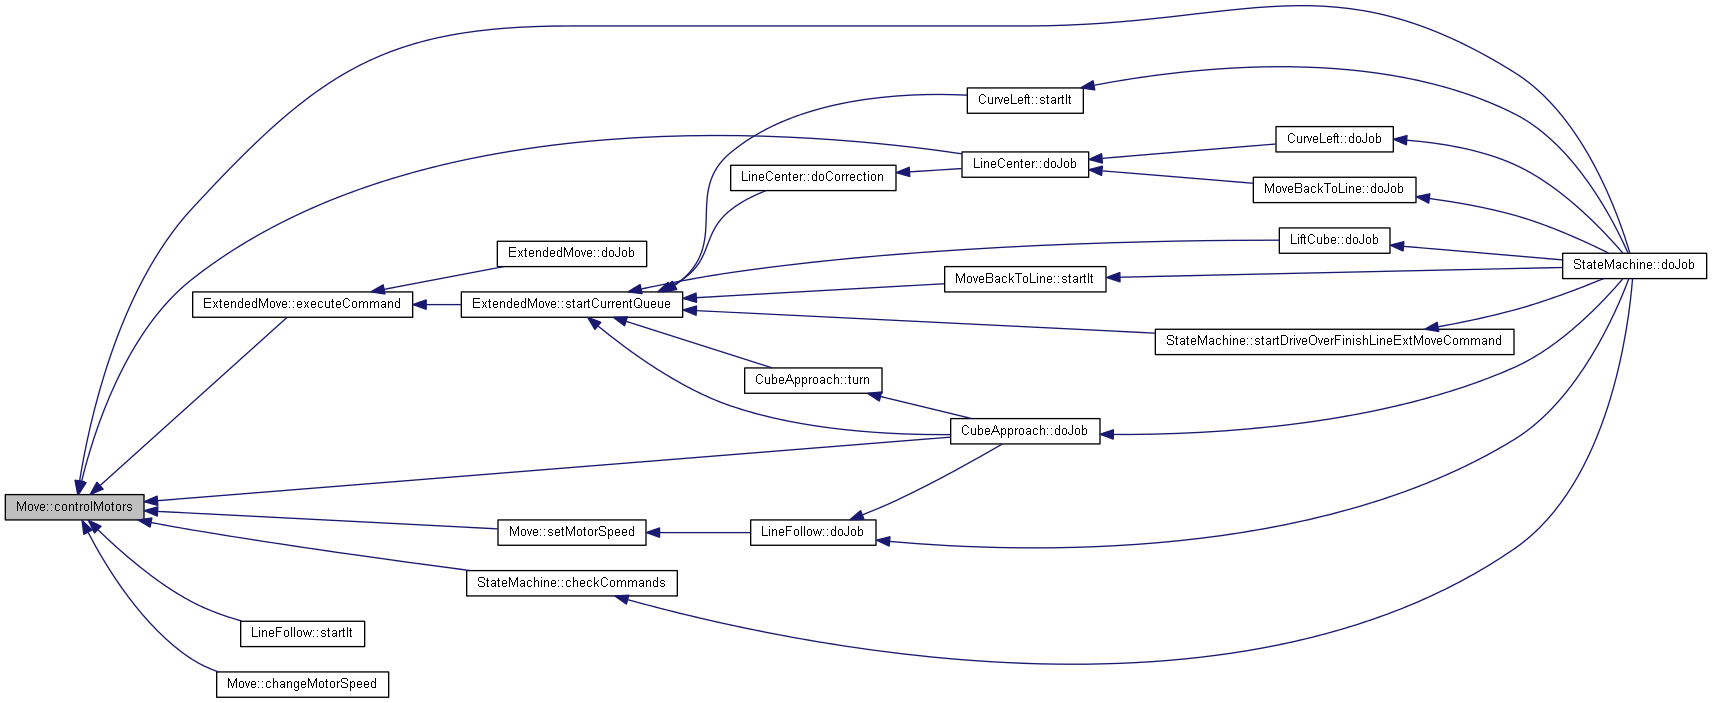 CurveLeft::startIt
CurveLeft::doJob
LineCenter::doJob
LineCenter::doCorrection
MoveBackToLine::doJob
LiftCube::doJob
ExtendedMove::doJob
StateMachine::doJob
MoveBackToLine::startIt
ExtendedMove::executeCommand
ExtendedMove::startCurrentQueue
StateMachine::startDriveOverFinishLineExtMoveCommand
CubeApproach::turn
CubeApproach::doJob
Move::controlMotors
Move::setMotorSpeed
LineFollow::doJob
StateMachine::checkCommands
LineFollow::startIt
Move::changeMotorSpeed